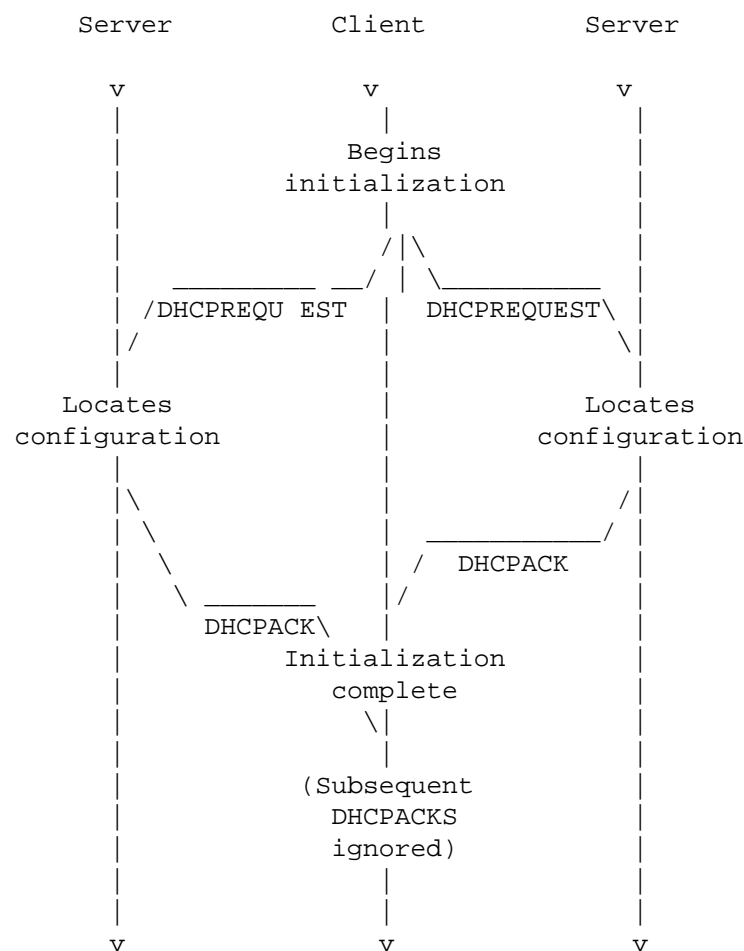 Server Client Server
v v v
Begins
initialization
DHCPREQU EST DHCPREQUEST
Locates Locates
configuration configuration
DHCPACK
DHCPACK
Initialization
complete
(Subsequent
DHCPACKS
ignored)
v v v